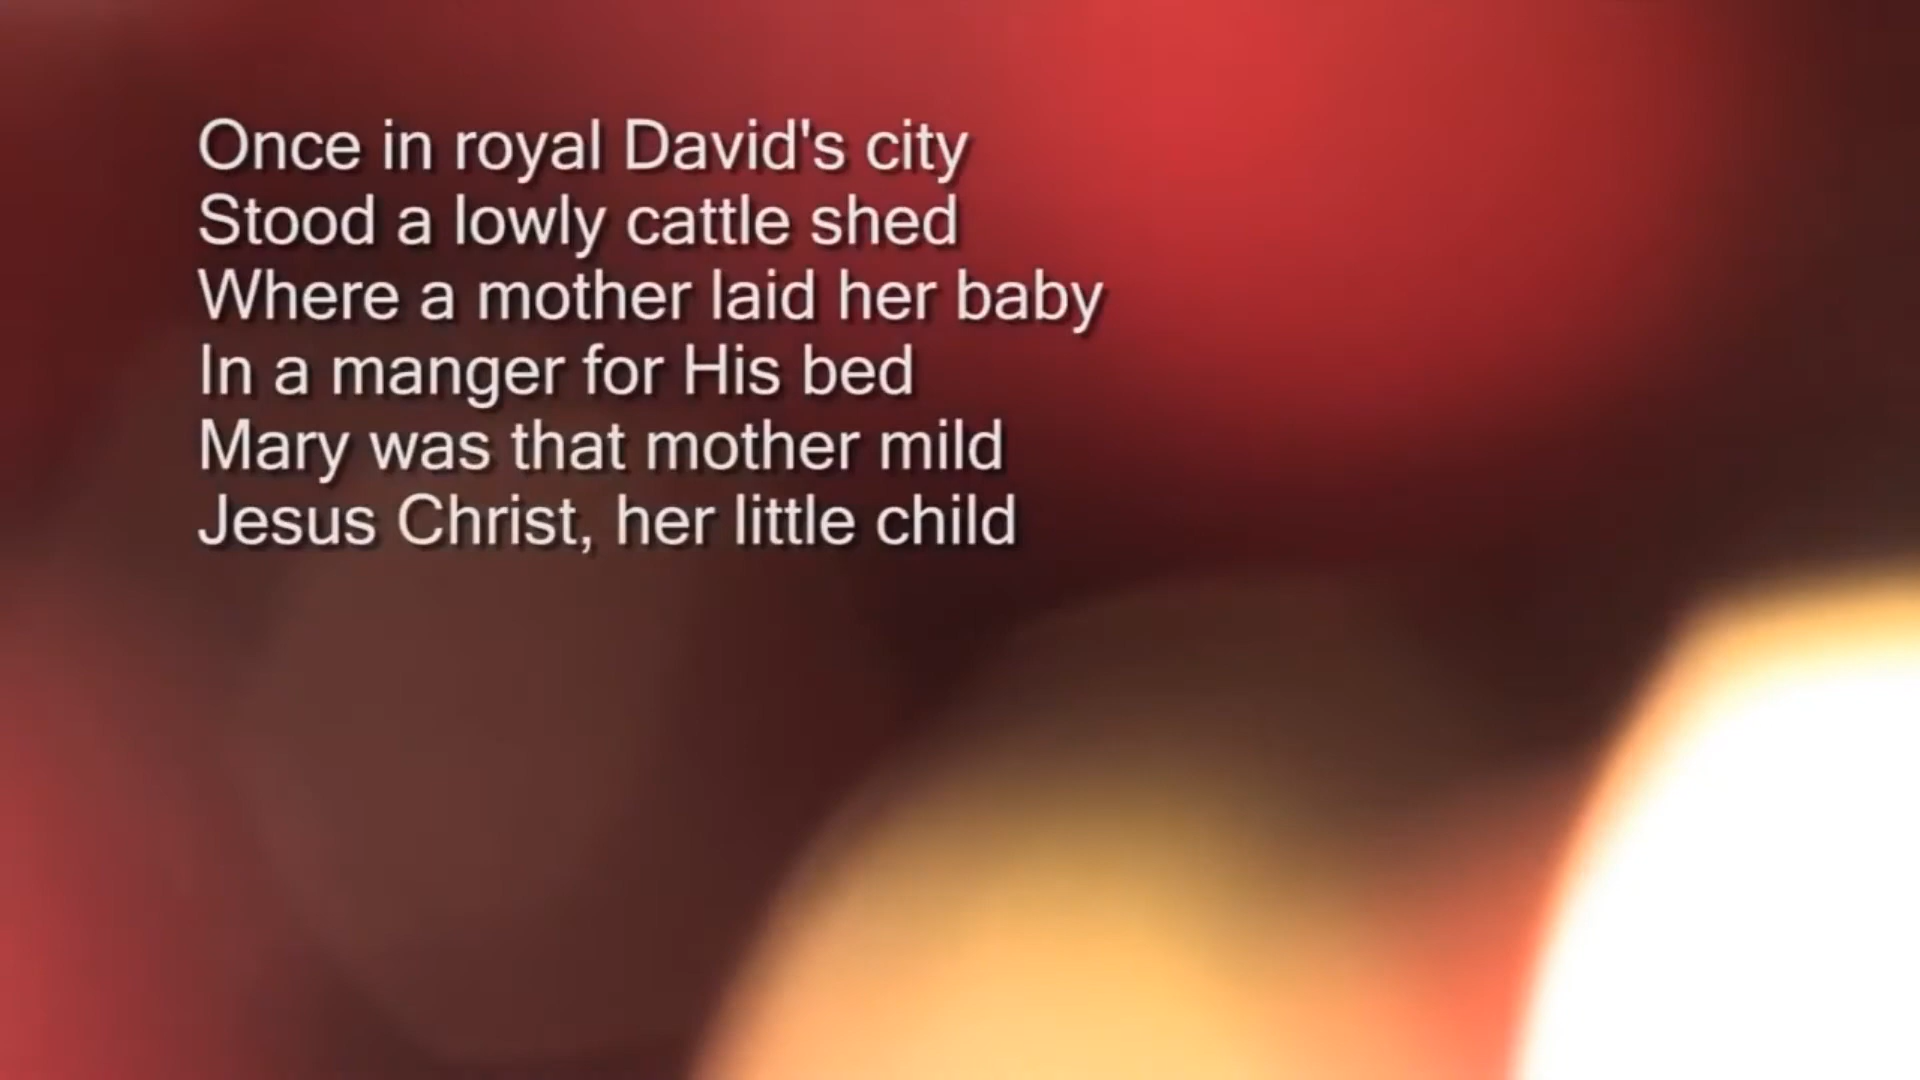 Once in royal David's city
Stood a lowly cattle shed
Where a mother laid her baby
In a manger for His bed
Mary was that mother mild
Jesus Christ, her little child